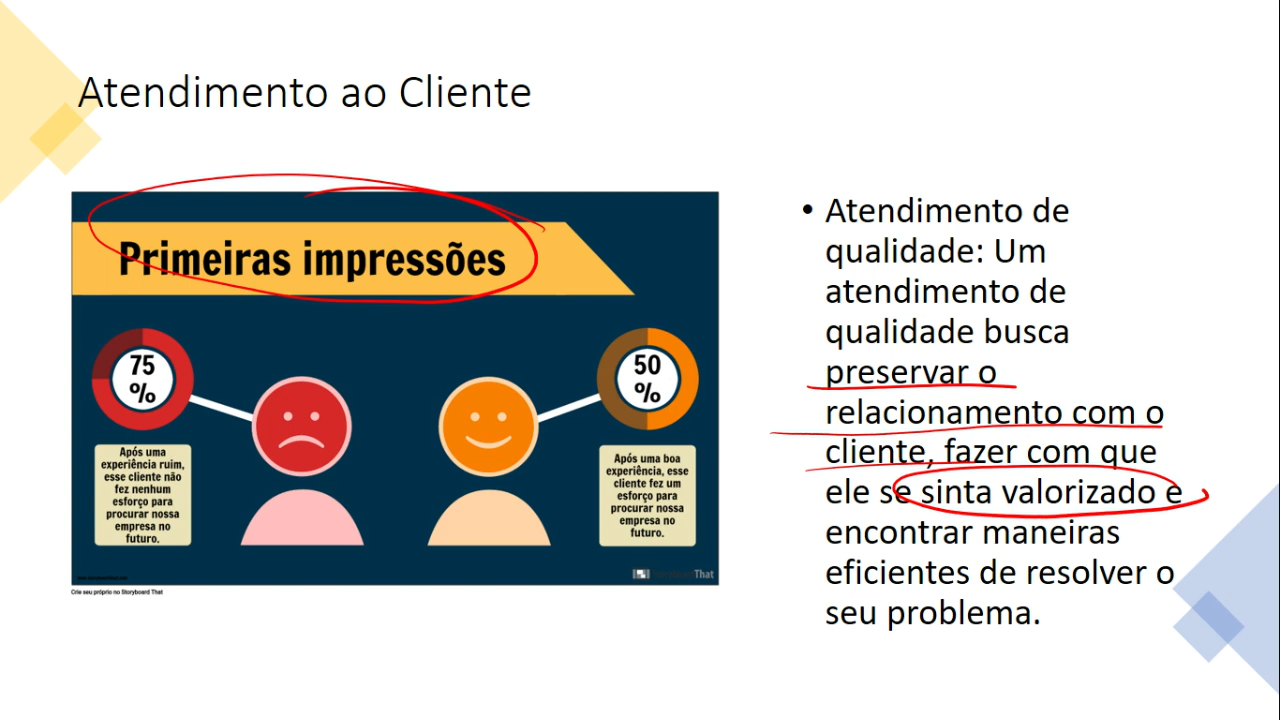 Atendimento ao Cliente
Primeiras impressões
75
%
50
%
Após uma
experiência ruim,
esse cliente não
fez nenhum
esforço para
procurar nossa
empresa no
futuro.
Após uma boa
experiência, esse
cliente fez um
esforço para
procurar nossa
empresa no
futuro.
StoryboardThat
Crie seu próprio no Storyboard That
• Atendimento de
qualidade: Um
atendimento de
qualidade busca
preservar o
relacionamento com o
cliente, fazer com que
ele se sinta valorizado e
encontrar maneiras
eficientes de resolver o
seu problema.